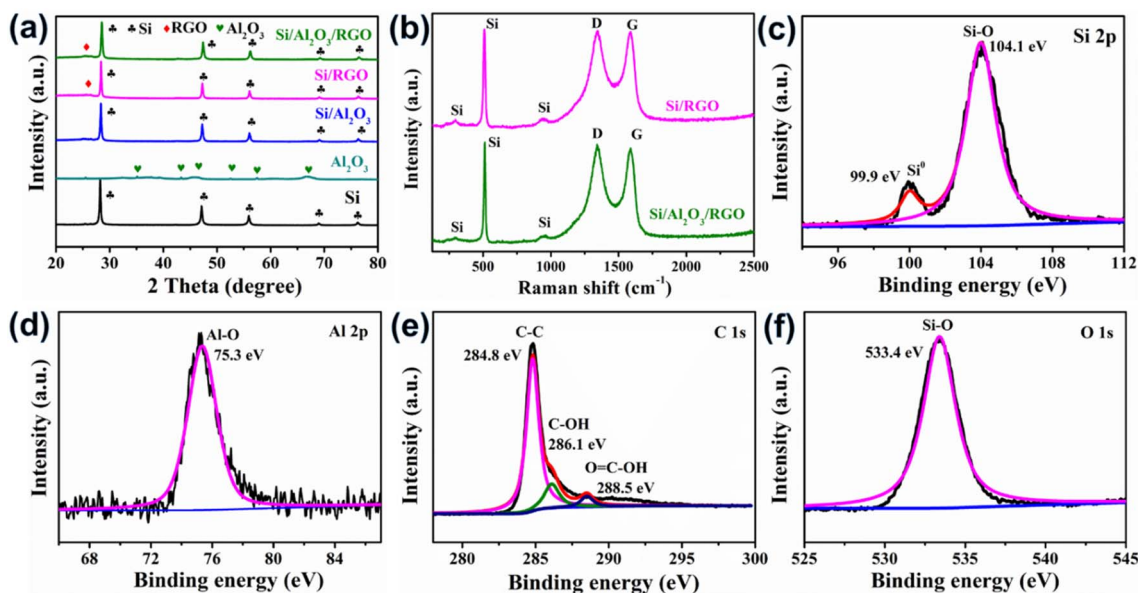 (a)
♣ ♣ Si ♦RGO ♥ Al₂O₃
Si/Al₂O₃/RGO
Si/RGO
Si/Al₂O₃
Al₂O₃
Si
Intensity (a.u.)
20 30 40 50 60 70 80
2 Theta (degree)
(b)
Si D G
Si Si Si/RGO
Si D G
Si Si Si/Al₂O₃/RGO
Intensity (a.u.)
500 1000 1500 2000 2500
Raman shift (cm⁻¹)
(c)
Si 2p
Si-O
104.1 eV
Si⁰
99.9 eV
Intensity (a.u.)
96 100 104 108 112
Binding energy (eV)
(d)
Al 2p
Al-O
75.3 eV
Intensity (a.u.)
68 72 76 80 84
Binding energy (eV)
(e)
C 1s
C-C
284.8 eV
C-OH
286.1 eV
O=C-OH
288.5 eV
Intensity (a.u.)
280 285 290 295 300
Binding energy (eV)
(f)
O 1s
Si-O
533.4 eV
Intensity (a.u.)
525 530 535 540 545
Binding energy (eV)